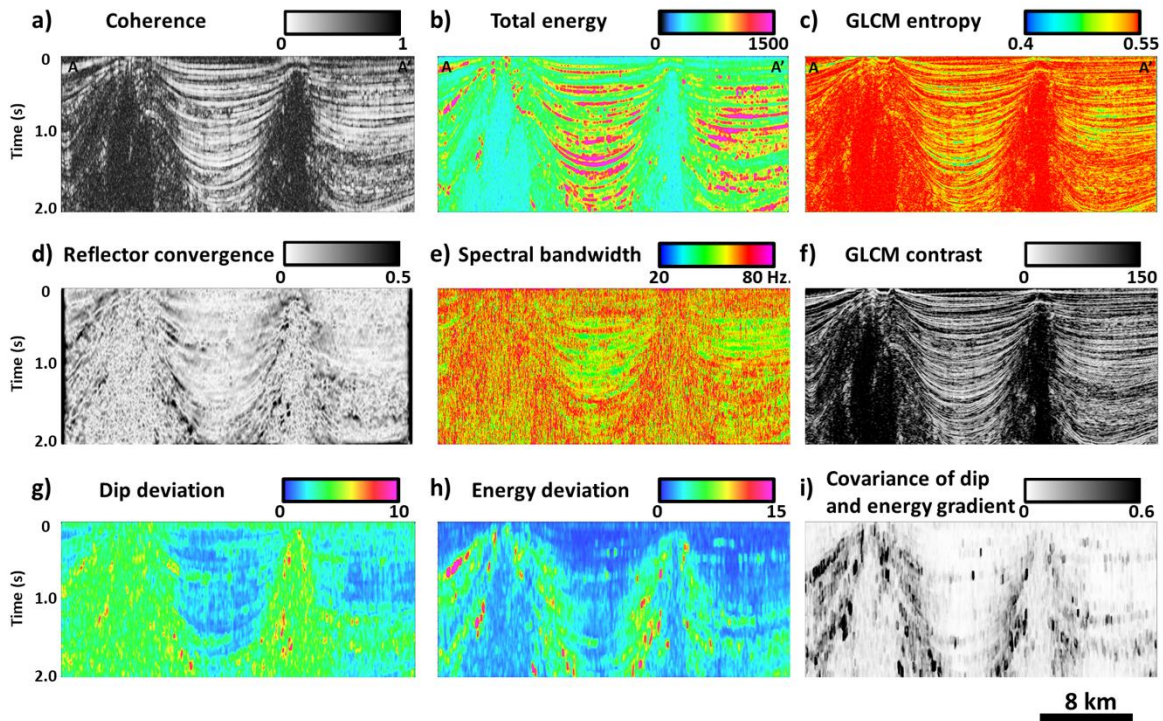 a) Coherence
0 1
b) Total energy
0 1500
c) GLCM entropy
0.4 0.55
Time (s)
0
1.0
2.0
A A'
A A'
A A'
d) Reflector convergence
0 0.5
e) Spectral bandwidth
20 80 Hz.
f) GLCM contrast
0 150
Time (s)
0
1.0
2.0
g) Dip deviation
0 10
h) Energy deviation
0 15
i) Covariance of dip
and energy gradient
0 0.6
Time (s)
0
1.0
2.0
8 km